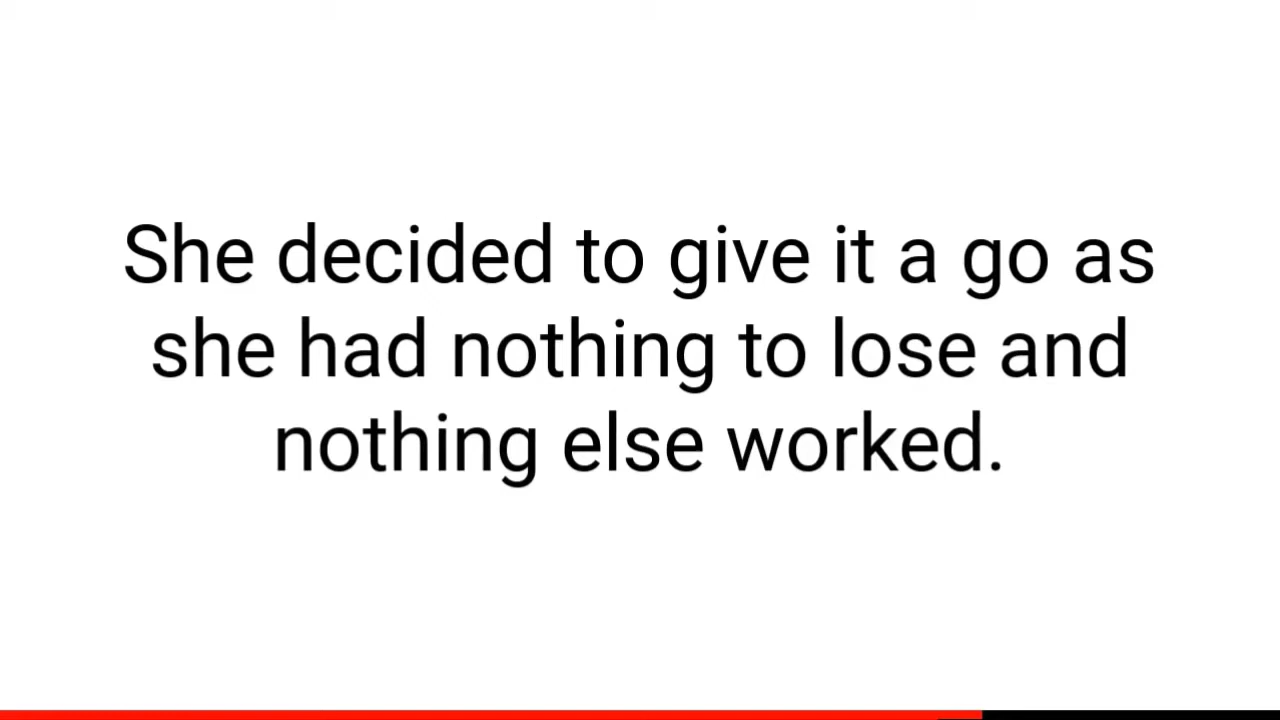 She decided to give it a go as
she had nothing to lose and
nothing else worked.